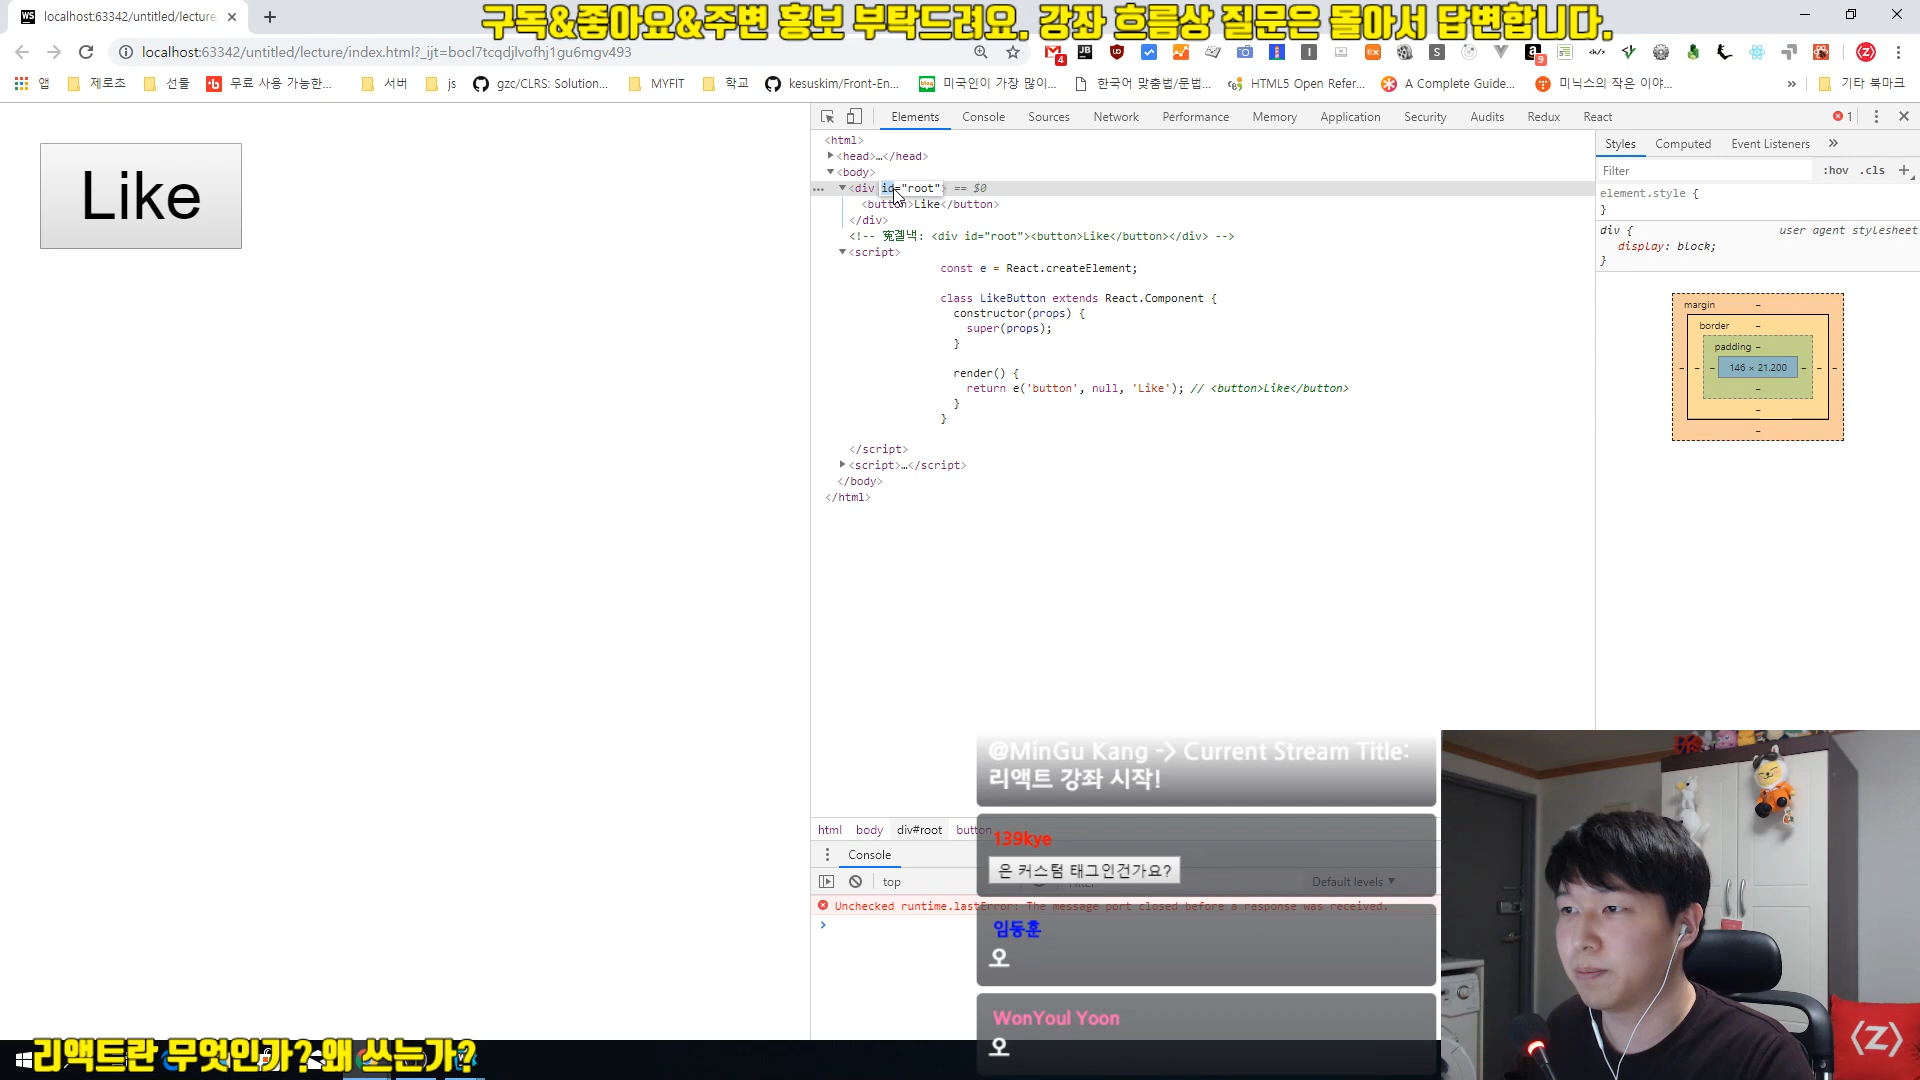 localhost:63342/untitled/lecture
구독&좋아요&주변 홍보 부탁드려요. 강좌 흐름상 질문은 몰아서 답변합니다.
localhost:63342/untitled/lecture/index.html?_ijt=bocl7tcqdjlvofhj1gu6mgv493
앱 제로초 선물 무료 사용 가능한... 서버 js gzc/CLRS: Solution... MYFIT 학교 kesuskim/Front-En... 미국인이 가장 많이... 한국어 맞춤법/문법... HTML5 Open Refer... A Complete Guide... 미닉스의 작은 이야... » 기타 북마크
Like
Elements Console Sources Network Performance Memory Application Security Audits Redux React 1
<html>
<head>…</head>
<body>
<div id="root"> == $0
<button>Like</button>
</div>
<div id="root"><button>Like</button></div> -->
<script>
const e = React.createElement;
class LikeButton extends React.Component {
constructor(props) {
super(props);
}
render() {
return e('button', null, 'Like'); // <button>Like</button>
}
}
</script>
<script>…</script>
</body>
</html>
Styles Computed Event Listeners »
Filter :hov .cls +
element.style {
}
div { user agent stylesheet
display: block;
}
margin –
border –
padding –
146 × 21.200
html body div#root button
Console
top Default levels ▼
Unchecked runtime.lastError: The message port closed before a response was received.
@MinGu Kang -> Current Stream Title:
리액트 강좌 시작!
139kye
은 커스텀 태그인건가요?
임동훈
오
WonYoul Yoon
오
리액트란 무엇인가? 왜 쓰는가?